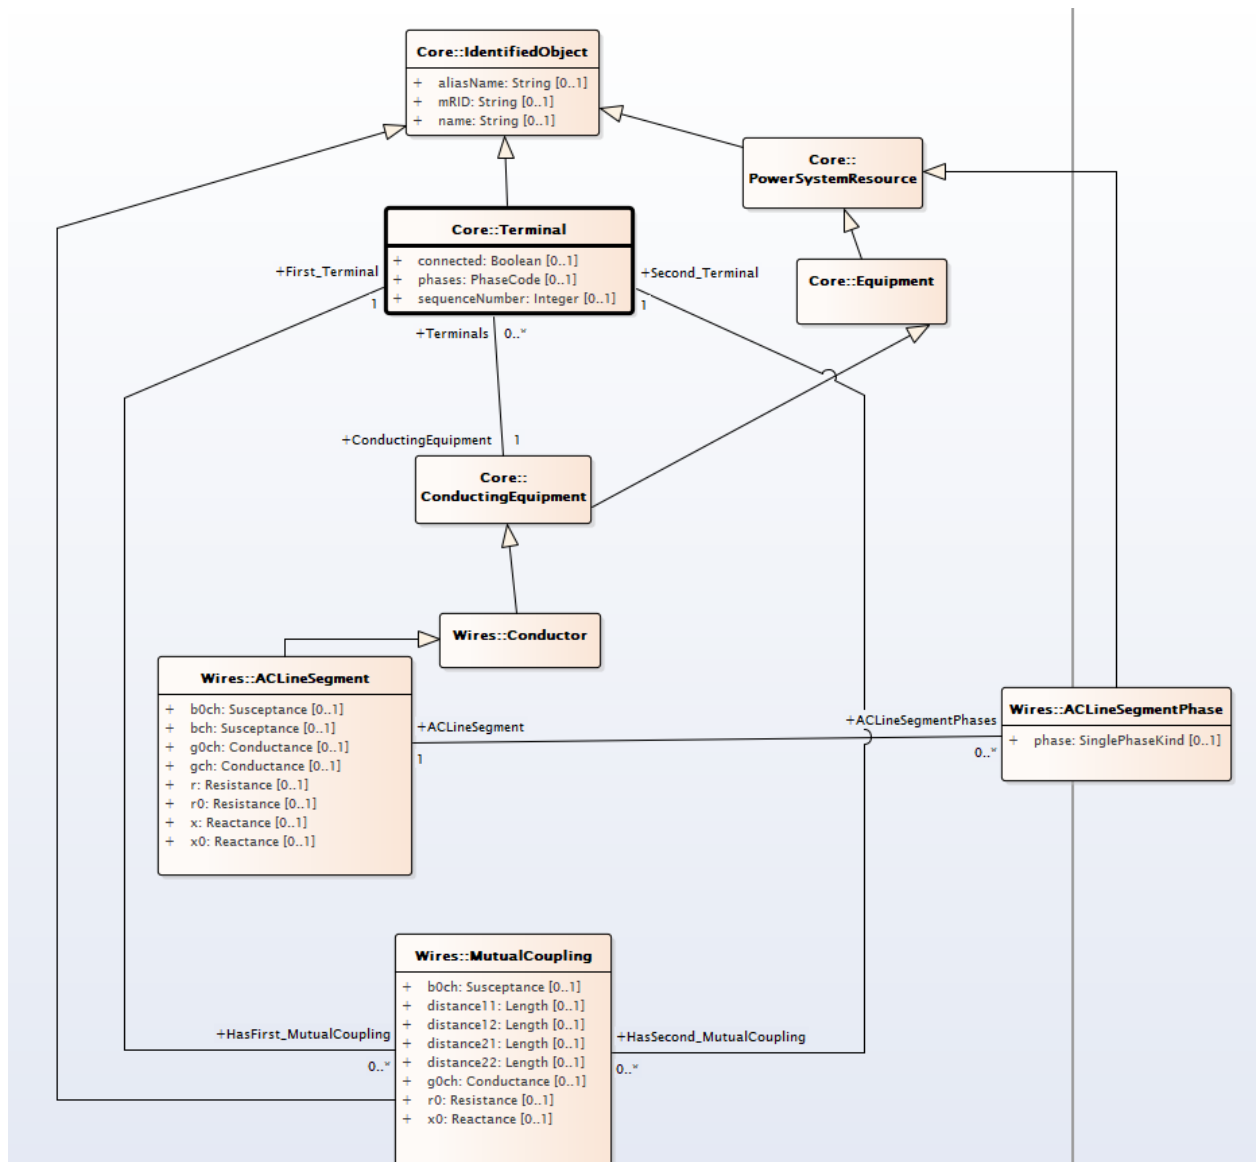 Core::IdentifiedObject
+ aliasName: String [0..1]
+ mRID: String [0..1]
+ name: String [0..1]
Core::
PowerSystemResource
Core::Terminal
+ connected: Boolean [0..1]
+ phases: PhaseCode [0..1]
+ sequenceNumber: Integer [0..1]
+First_Terminal
1
+Second_Terminal
1
Core::Equipment
+Terminals 0..*
+ConductingEquipment 1
Core::
ConductingEquipment
Wires::Conductor
Wires::ACLineSegment
+ b0ch: Susceptance [0..1]
+ bch: Susceptance [0..1]
+ g0ch: Conductance [0..1]
+ gch: Conductance [0..1]
+ r: Resistance [0..1]
+ r0: Resistance [0..1]
+ x: Reactance [0..1]
+ x0: Reactance [0..1]
+ACLineSegment
1
+ACLineSegmentPhases
0..*
Wires::ACLineSegmentPhase
+ phase: SinglePhaseKind [0..1]
Wires::MutualCoupling
+ b0ch: Susceptance [0..1]
+ distance11: Length [0..1]
+ distance12: Length [0..1]
+ distance21: Length [0..1]
+ distance22: Length [0..1]
+ g0ch: Conductance [0..1]
+ r0: Resistance [0..1]
+ x0: Reactance [0..1]
+HasFirst_MutualCoupling
0..*
+HasSecond_MutualCoupling
0..*